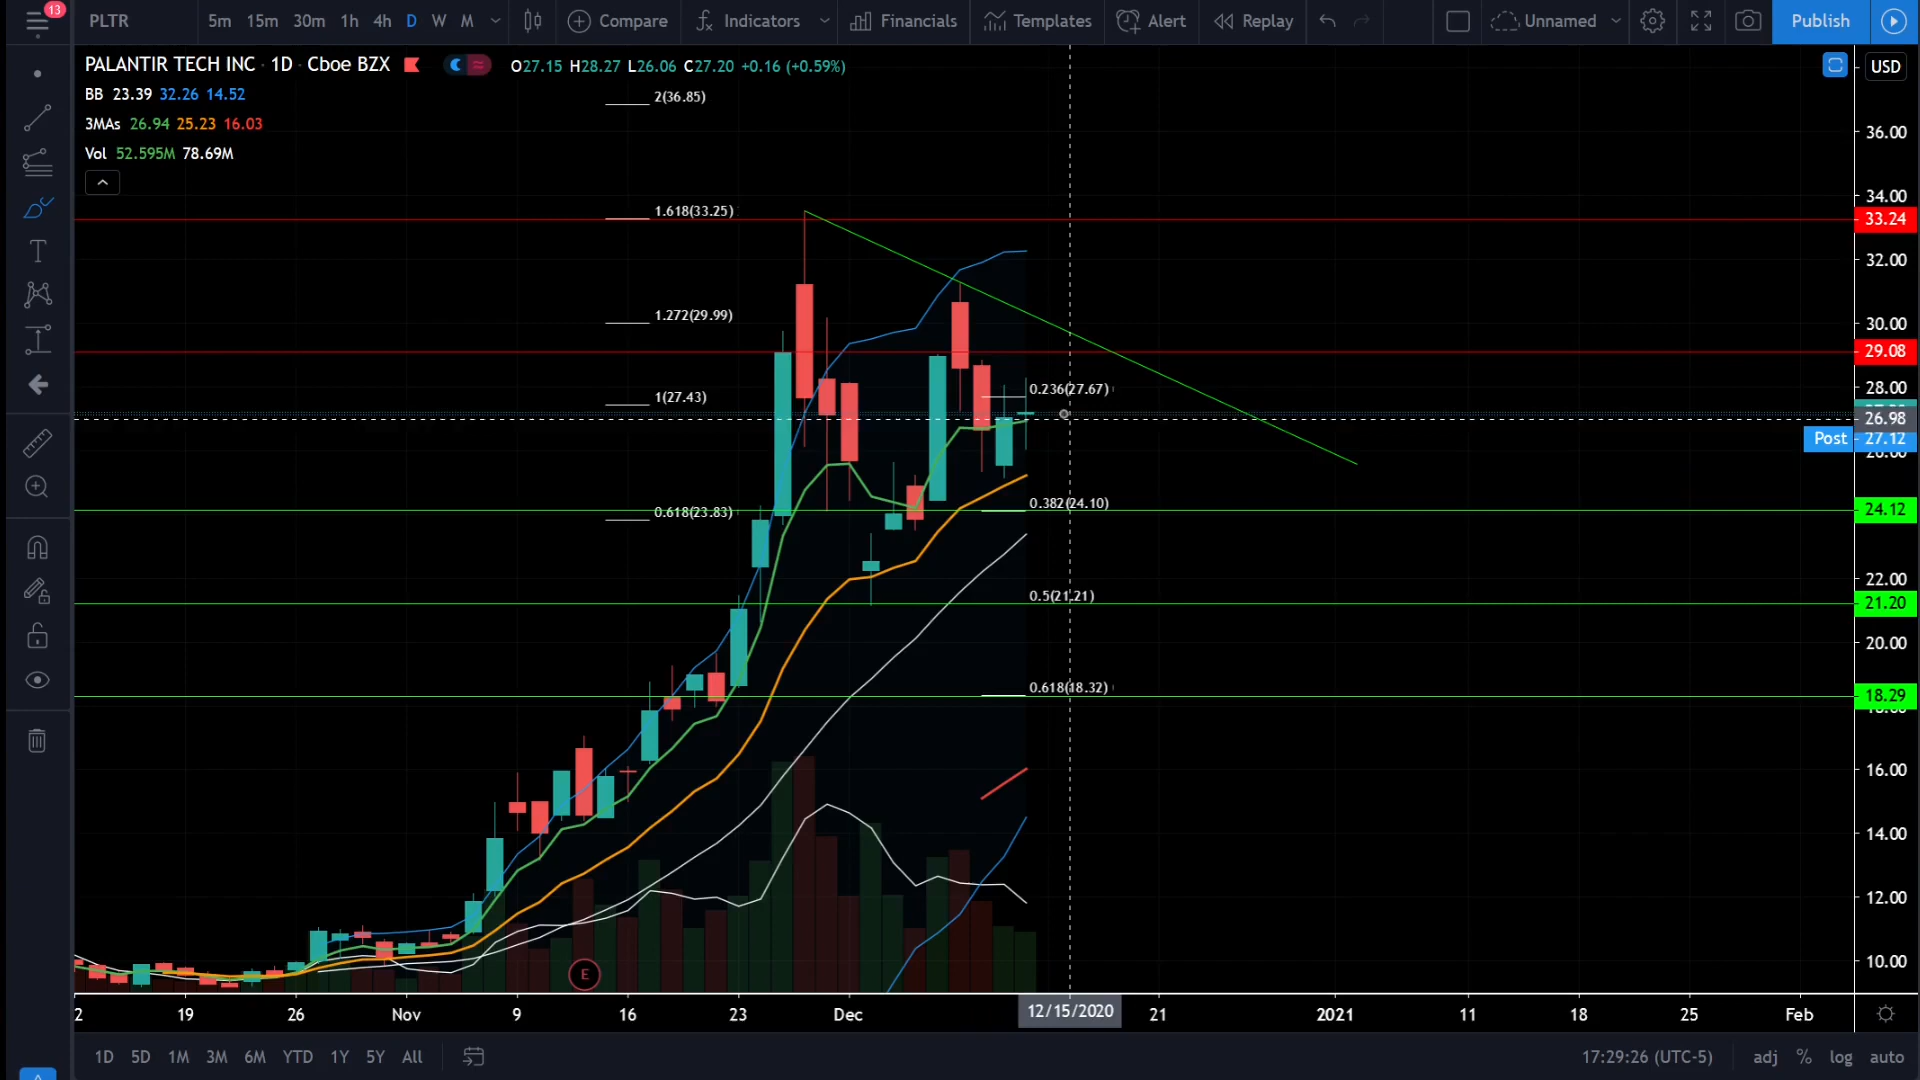 13
PLTR 5m 15m 30m 1h 4h D W M Compare Indicators Financials Templates Alert Replay Unnamed Publish
PALANTIR TECH INC · 1D · Cboe BZX O27.15 H28.27 L26.06 C27.20 +0.16 (+0.59%)
BB 23.39 32.26 14.52
3MAs 26.94 25.23 16.03
Vol 52.595M 78.69M
USD
2(36.85)
36.00
34.00
1.618(33.25)
33.24
32.00
1.272(29.99)
30.00
29.08
0.236(27.67)
28.00
1(27.43)
26.98
Post 27.12
26.00
0.382(24.10)
0.618(23.83)
24.12
22.00
0.5(21.21)
21.20
20.00
0.618(18.32)
18.29
18.00
16.00
14.00
12.00
10.00
E
2 19 26 Nov 9 16 23 Dec 12/15/2020 21 2021 11 18 25 Feb
1D 5D 1M 3M 6M YTD 1Y 5Y All 17:29:26 (UTC-5) adj % log auto